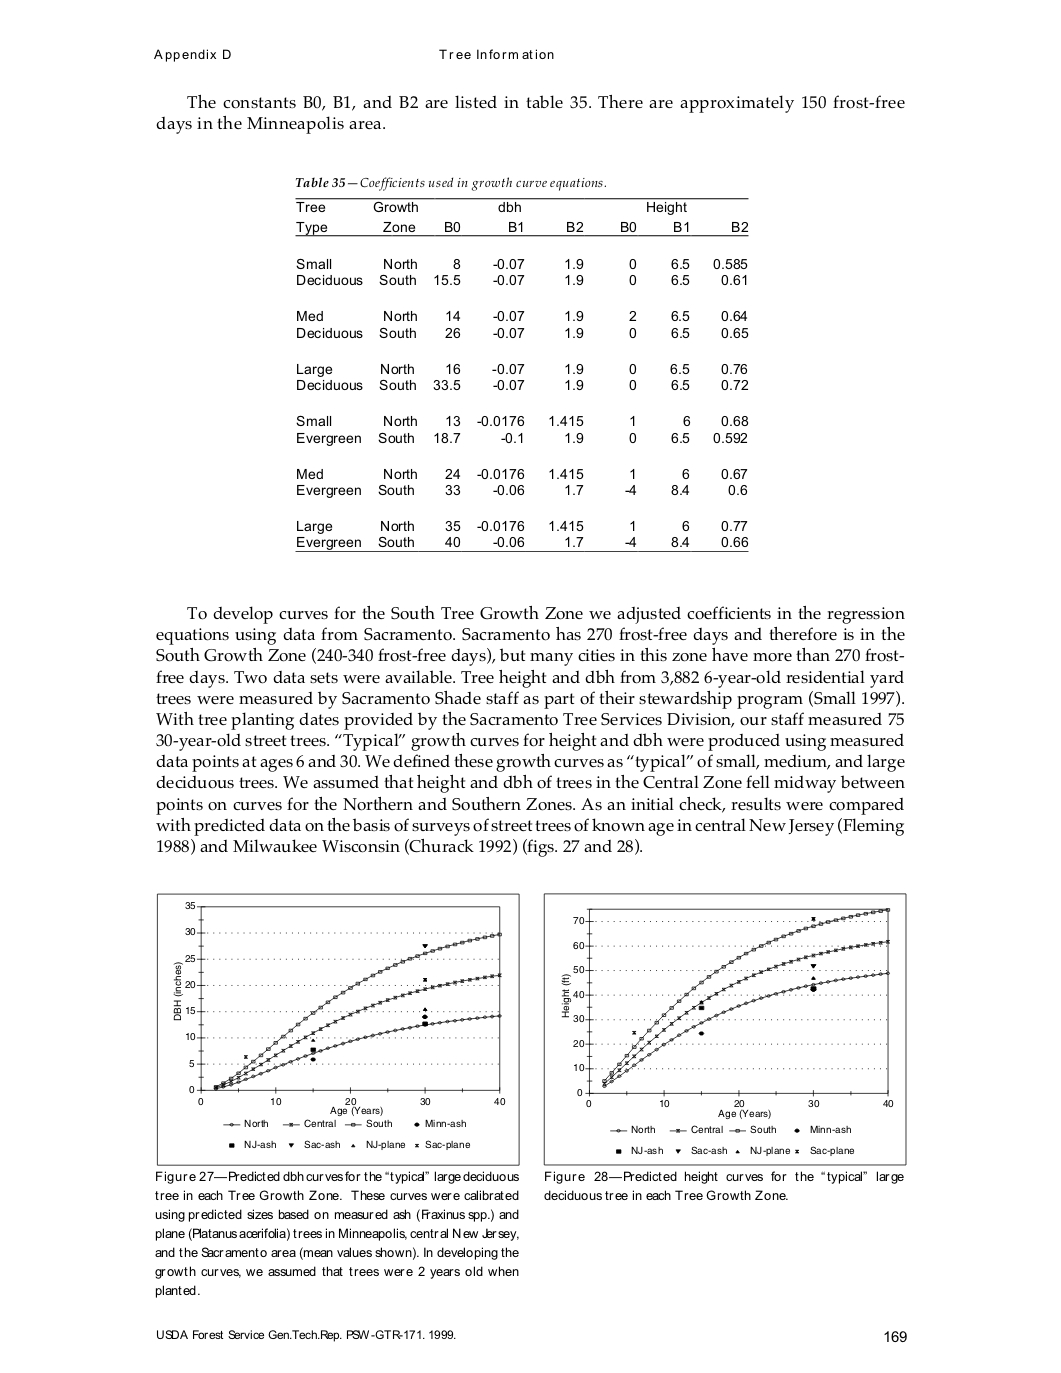 Appendix D Tree Information
The constants B0, B1, and B2 are listed in table 35. There are approximately 150 frost-free
days in the Minneapolis area.
Table 35—Coefficients used in growth curve equations.
Tree Growth dbh Height
Type Zone B0 B1 B2 B0 B1 B2
Small North 8 -0.07 1.9 0 6.5 0.585
Deciduous South 15.5 -0.07 1.9 0 6.5 0.61
Med North 14 -0.07 1.9 2 6.5 0.64
Deciduous South 26 -0.07 1.9 0 6.5 0.65
Large North 16 -0.07 1.9 0 6.5 0.76
Deciduous South 33.5 -0.07 1.9 0 6.5 0.72
Small North 13 -0.0176 1.415 1 6 0.68
Evergreen South 18.7 -0.1 1.9 0 6.5 0.592
Med North 24 -0.0176 1.415 1 6 0.67
Evergreen South 33 -0.06 1.7 -4 8.4 0.6
Large North 35 -0.0176 1.415 1 6 0.77
Evergreen South 40 -0.06 1.7 -4 8.4 0.66
To develop curves for the South Tree Growth Zone we adjusted coefficients in the regression
equations using data from Sacramento. Sacramento has 270 frost-free days and therefore is in the
South Growth Zone (240-340 frost-free days), but many cities in this zone have more than 270 frost-
free days. Two data sets were available. Tree height and dbh from 3,882 6-year-old residential yard
trees were measured by Sacramento Shade staff as part of their stewardship program (Small 1997).
With tree planting dates provided by the Sacramento Tree Services Division, our staff measured 75
30-year-old street trees. “Typical” growth curves for height and dbh were produced using measured
data points at ages 6 and 30. We defined these growth curves as “typical” of small, medium, and large
deciduous trees. We assumed that height and dbh of trees in the Central Zone fell midway between
points on curves for the Northern and Southern Zones. As an initial check, results were compared
with predicted data on the basis of surveys of street trees of known age in central New Jersey (Fleming
1988) and Milwaukee Wisconsin (Churack 1992) (figs. 27 and 28).
35
30
25
20
15
10
5
0
DBH (inches)
0 10 20 30 40
Age (Years)
North Central South Minn-ash
NJ-ash Sac-ash NJ-plane Sac-plane
Figure 27—Predicted dbh curves for the “typical” large deciduous
tree in each Tree Growth Zone. These curves were calibrated
using predicted sizes based on measured ash (Fraxinus spp.) and
plane (Platanus acerifolia) trees in Minneapolis, central New Jersey,
and the Sacramento area (mean values shown). In developing the
growth curves, we assumed that trees were 2 years old when
planted.
70
60
50
40
30
20
10
0
Height (ft)
0 10 20 30 40
Age (Years)
North Central South Minn-ash
NJ-ash Sac-ash NJ-plane Sac-plane
Figure 28—Predicted height curves for the “typical” large
deciduous tree in each Tree Growth Zone.
USDA Forest Service Gen.Tech.Rep. PSW-GTR-171. 1999. 169